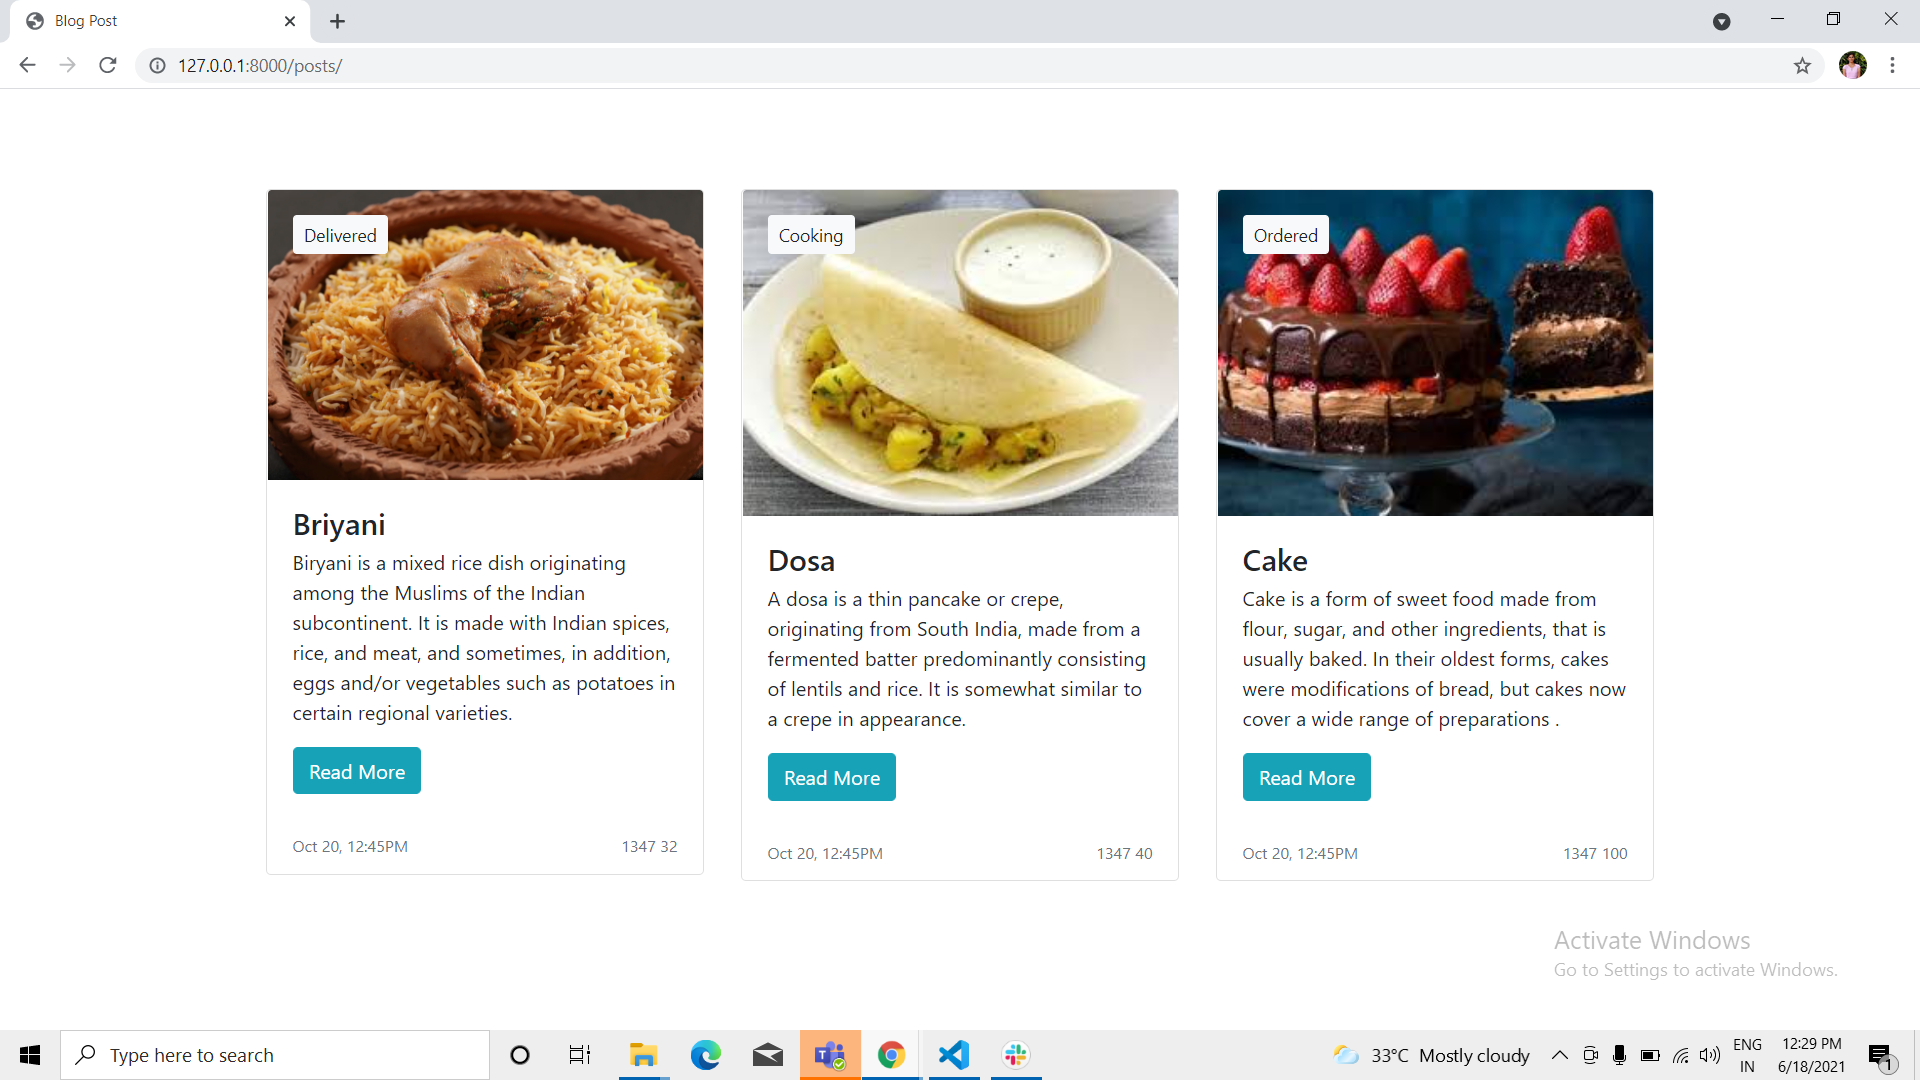 Blog Post
127.0.0.1:8000/posts/
Delivered
Briyani
Biryani is a mixed rice dish originating
among the Muslims of the Indian
subcontinent. It is made with Indian spices,
rice, and meat, and sometimes, in addition,
eggs and/or vegetables such as potatoes in
certain regional varieties.
Read More
Oct 20, 12:45PM 1347 32
Cooking
Dosa
A dosa is a thin pancake or crepe,
originating from South India, made from a
fermented batter predominantly consisting
of lentils and rice. It is somewhat similar to
a crepe in appearance.
Read More
Oct 20, 12:45PM 1347 40
Ordered
Cake
Cake is a form of sweet food made from
flour, sugar, and other ingredients, that is
usually baked. In their oldest forms, cakes
were modifications of bread, but cakes now
cover a wide range of preparations .
Read More
Oct 20, 12:45PM 1347 100
Activate Windows
Go to Settings to activate Windows.
Type here to search
33°C Mostly cloudy
ENG
IN
12:29 PM
6/18/2021
1